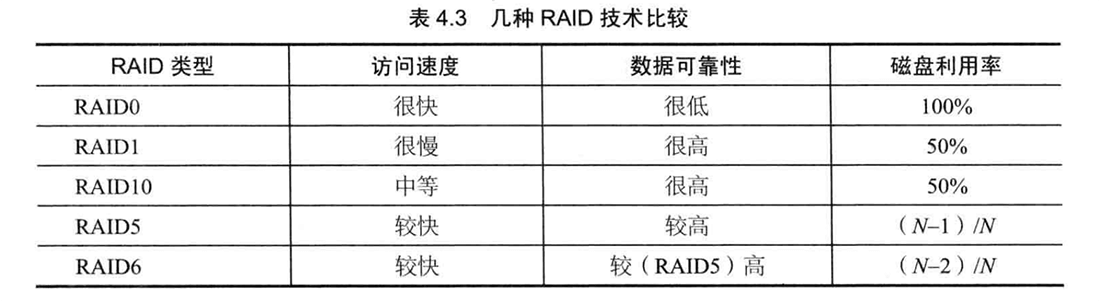 表 4.3 几种 RAID 技术比较
RAID 类型 访问速度 数据可靠性 磁盘利用率
RAID0 很快 很低 100%
RAID1 很慢 很高 50%
RAID10 中等 很高 50%
RAID5 较快 较高 （N–1）/N
RAID6 较快 较（RAID5）高 （N–2）/N